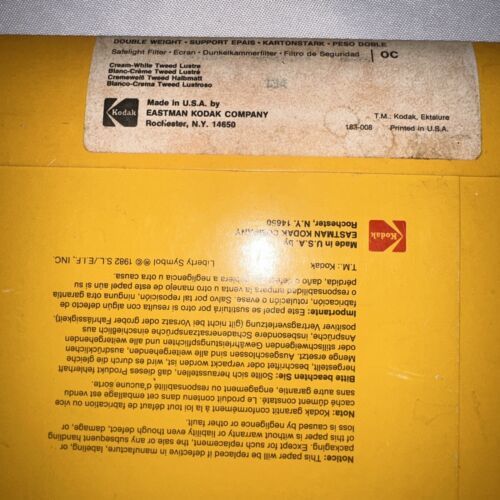 DOUBLE WEIGHT • SUPPORT EPAIS • KARTONSTARK • PESO DOBLE
Safelight Filter • Ecran • Dunkelkammerfilter • Filtro de Seguridad OC
Cream-White Tweed Lustre
Blanc-Crème Tweed Lustré
Cremeweiß Tweed Halbmatt
Blanco-Crema Tweed Lustroso
Kodak
Made in U.S.A. by
EASTMAN KODAK COMPANY
Rochester, N.Y. 14650
T.M.: Kodak, Ektalure
183-008 Printed in U.S.A.
Notice: This paper will be replaced if defective in manufacture, labeling, or
packaging. Except for such replacement, the sale or any subsequent handling
of this paper is without warranty or liability even though defect, damage, or
loss is caused by negligence or other fault.
Note: Kodak garantit conformément à la loi tout défaut de fabrication ou vice
caché dûment constaté. Le Produit contenu dans cet emballage est vendu
sans autre garantie, engagement ou responsabilité d'aucune sorte.
Bitte beachten Sie: Sollte sich herausstellen, daß dieses Produkt fehlerhaft
hergestellt, beschriftet oder verpackt worden ist, wird es durch die gleiche
Menge ersetzt. Ausgeschlossen sind alle weitergehenden, ausdrücklichen
oder stillschweigenden Gewährleistungspflichten und alle weitergehenden
Ansprüche, insbesondere Schadenersatzansprüche einschließlich aus
positiver Vertragsverletzung (gilt nicht bei Vorsatz oder grober Fahrlässigkeit).
Importante: Este papel se sustituirá por otro si resulta con algún defecto de
fabricación, rotulación o envase. Salvo por tal reposición, ninguna otra garantía
o responsabilidad ampara la venta u otro manejo de este papel aún si su
pérdida, daño o defecto se debiera a negligencia u otra causa.
T.M.: Kodak Liberty Symbol ©® 1982 S.L./E.I.F., INC.
Made in U.S.A. by
EASTMAN KODAK COMPANY
Rochester, N.Y. 14650
Kodak